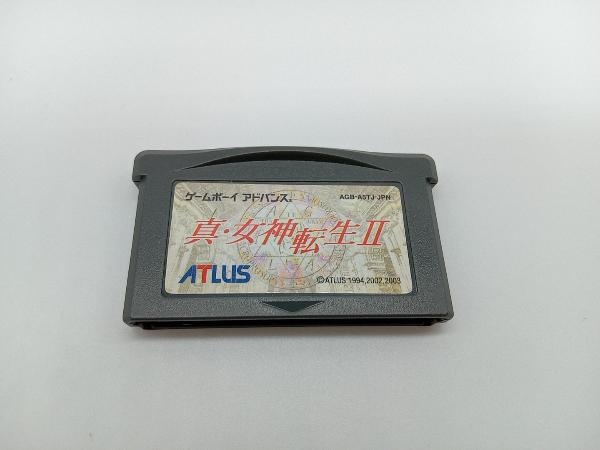 ゲームボーイ アドバンス
AGB-A5TJ-JPN
真・女神転生II
ATLUS
©ATLUS 1994,2002,2003